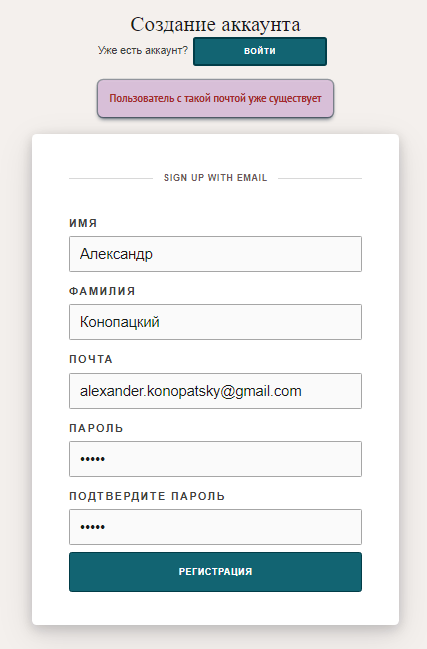 Создание аккаунта
Уже есть аккаунт? ВОЙТИ
Пользователь с такой почтой уже существует
SIGN UP WITH EMAIL
ИМЯ
Александр
ФАМИЛИЯ
Конопацкий
ПОЧТА
alexander.konopatsky@gmail.com
ПАРОЛЬ
•••••
ПОДТВЕРДИТЕ ПАРОЛЬ
•••••
РЕГИСТРАЦИЯ